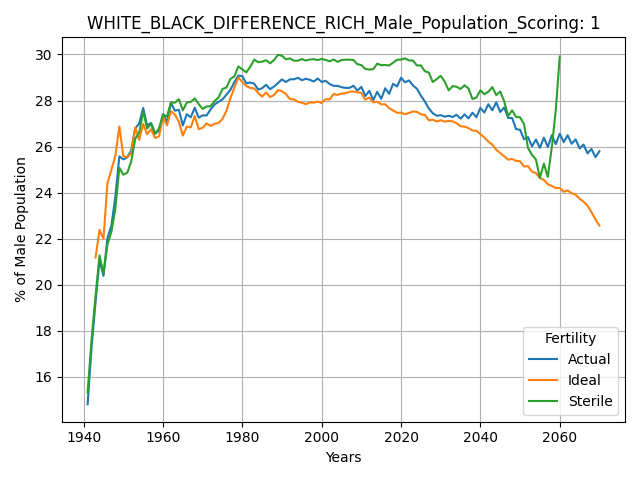 WHITE_BLACK_DIFFERENCE_RICH_Male_Population_Scoring: 1
% of Male Population
30
28
26
24
22
20
18
16
1940
1960
1980
2000
2020
2040
2060
Years
Fertility
Actual
Ideal
Sterile